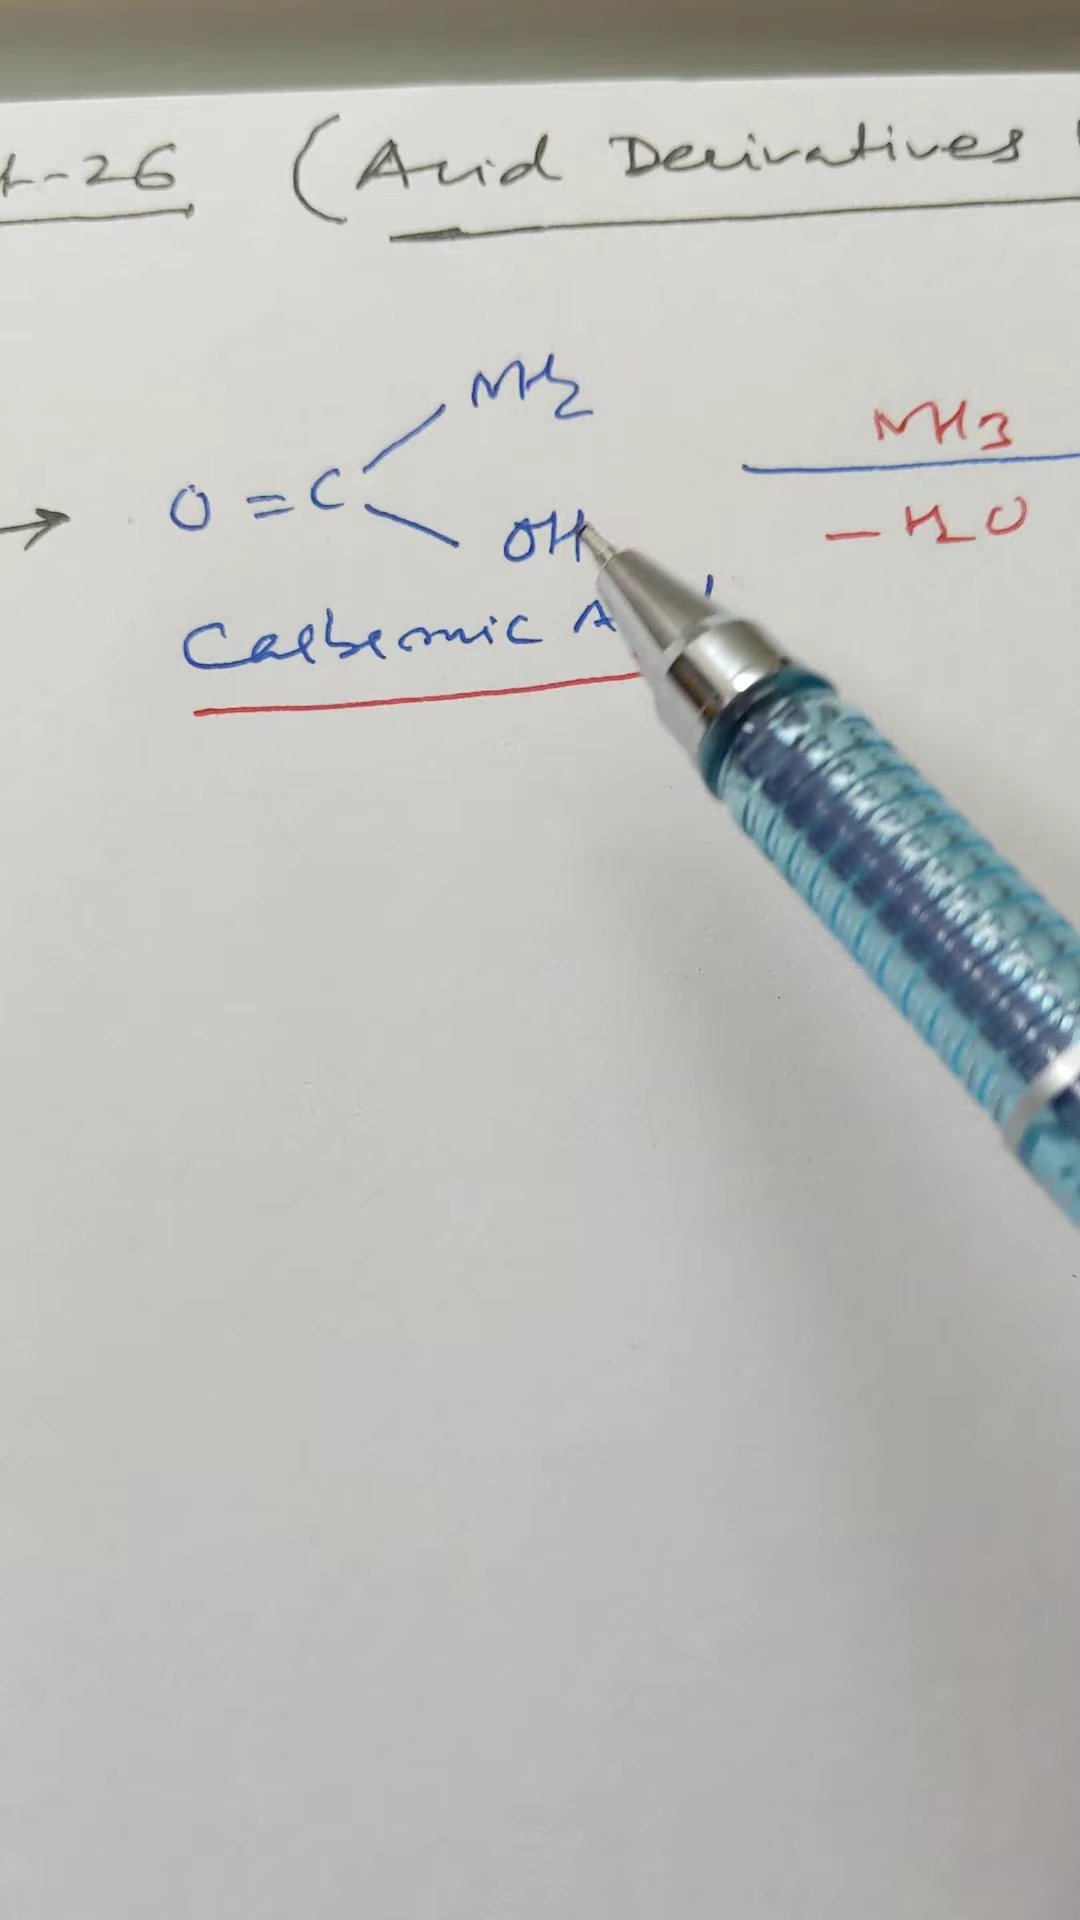 t-26 (Acid Derivatives
NH2
NH3
O = C
OH
- H2O
Carbamic A